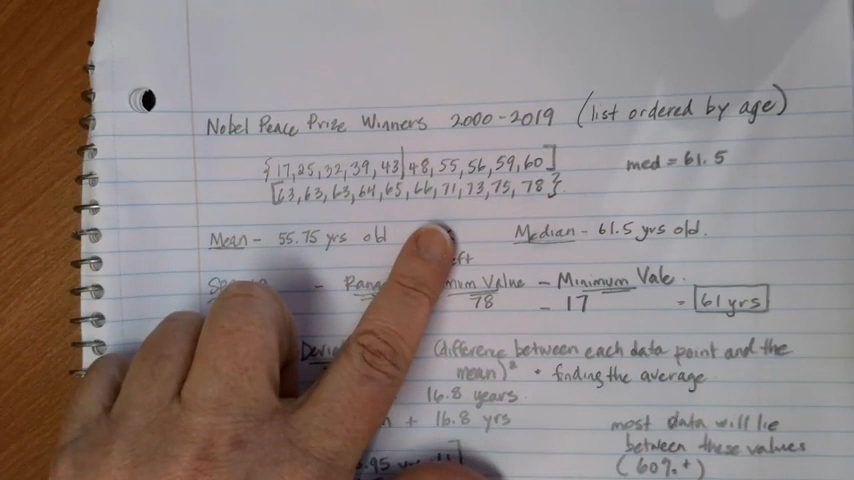 Nobel Peace Prize Winners 2000-2019 (list ordered by age)
{17,25,32,39,43|48,55,56,59,60]
med = 61.5
[63,63,63,64,65,66,71,73,75,78}
Mean - 55.75 yrs old
Median - 61.5 yrs old.
- Minimum Value
78 - 17 = 61 yrs
(difference between each data point and the
mean)² • finding the average
16.8 years
+ 16.8 yrs
most data will lie
between these values
(60%+)